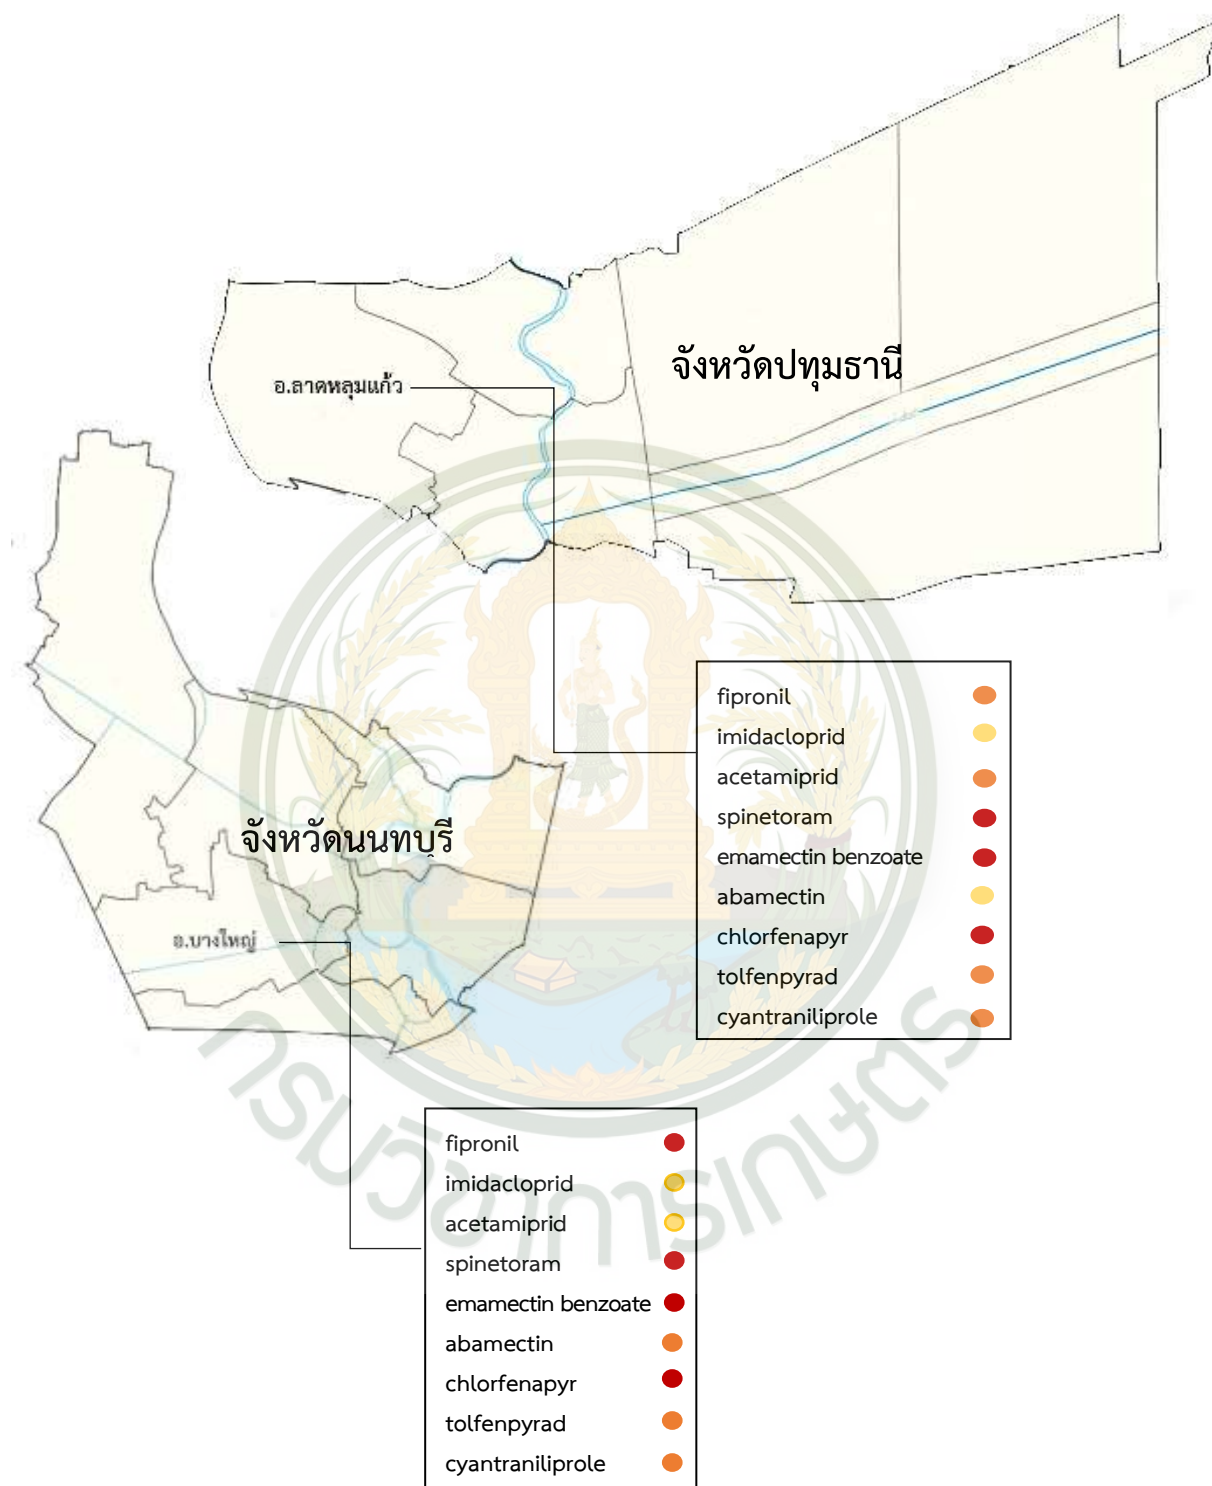 จังหวัดปทุมธานี
อ.ลาดหลุมแก้ว
fipronil
imidacloprid
acetamiprid
spinetoram
emamectin benzoate
abamectin
chlorfenapyr
tolfenpyrad
cyantraniliprole
จังหวัดนนทบุรี
อ.บางใหญ่
กรมวิชาการเกษตร
fipronil
imidacloprid
acetamiprid
spinetoram
emamectin benzoate
abamectin
chlorfenapyr
tolfenpyrad
cyantraniliprole